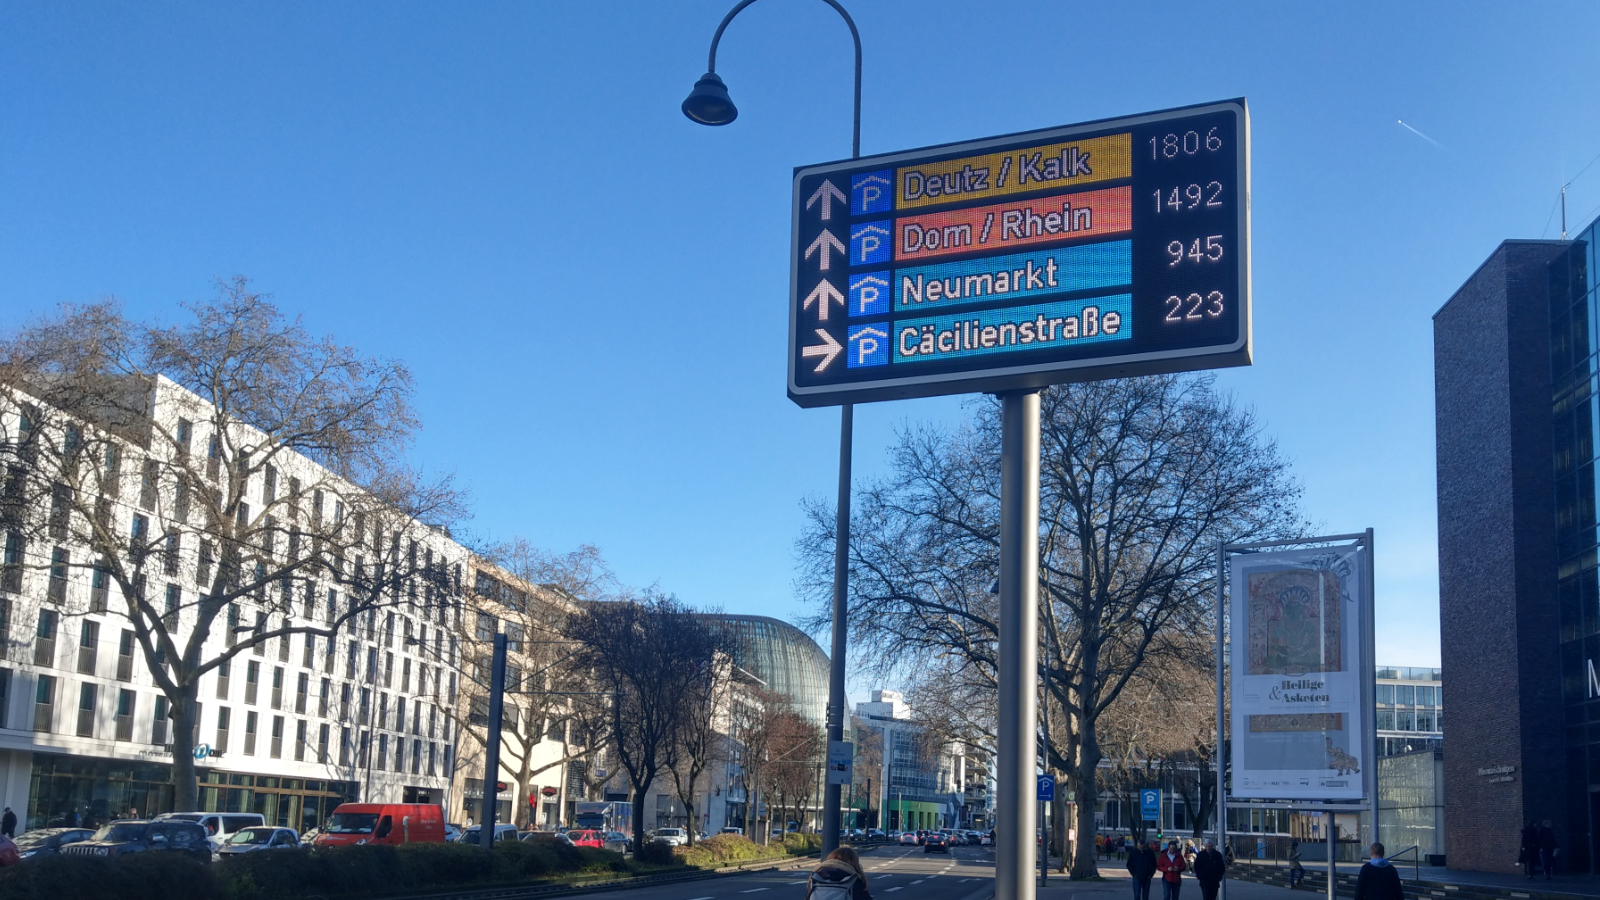 P Deutz / Kalk 1806
P Dom / Rhein 1492
P Neumarkt 945
P Cäcilienstraße 223
Heilige
& Asketen
P
P